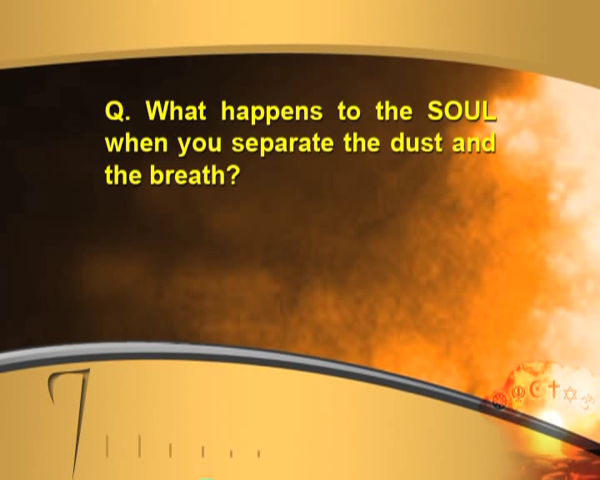 Q. What happens to the SOUL
when you separate the dust and
the breath?